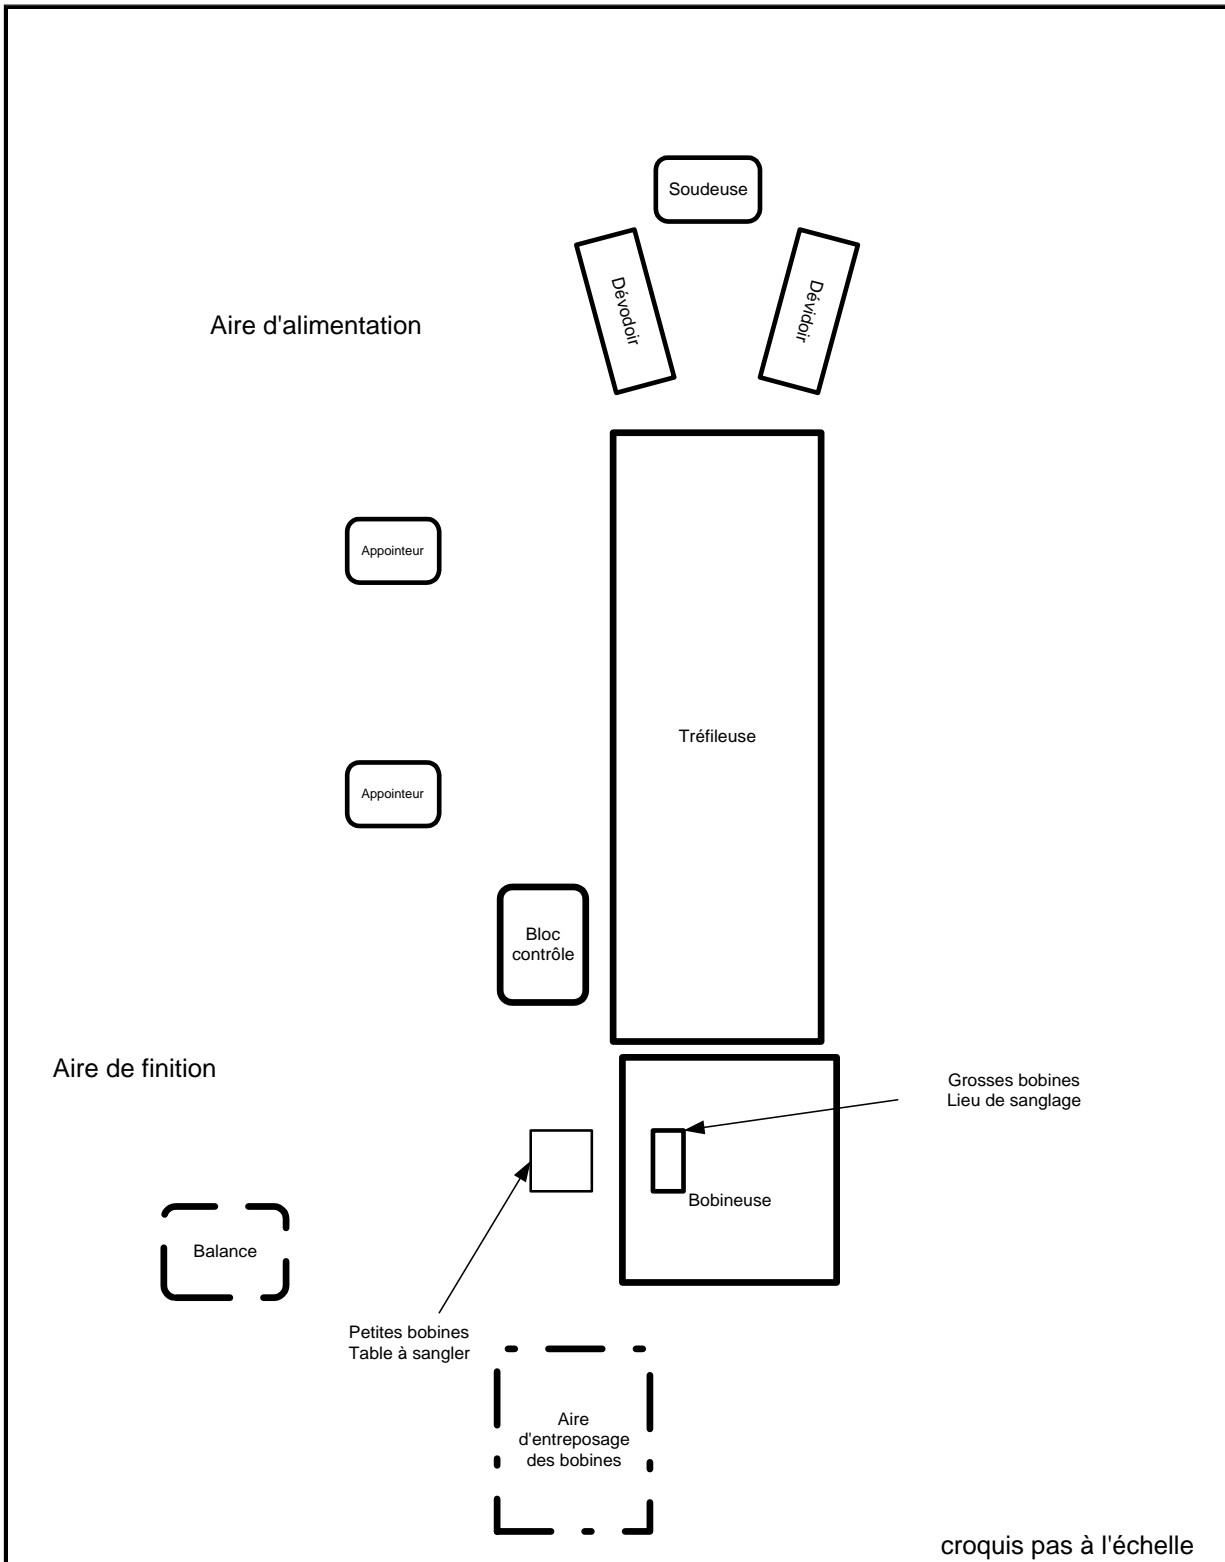 Soudeuse
Dévodoir
Dévidoir
Aire d'alimentation
Appointeur
Tréfileuse
Appointeur
Bloc
contrôle
Aire de finition
Grosses bobines
Lieu de sanglage
Bobineuse
Balance
Petites bobines
Table à sangler
Aire
d'entreposage
des bobines
croquis pas à l'échelle